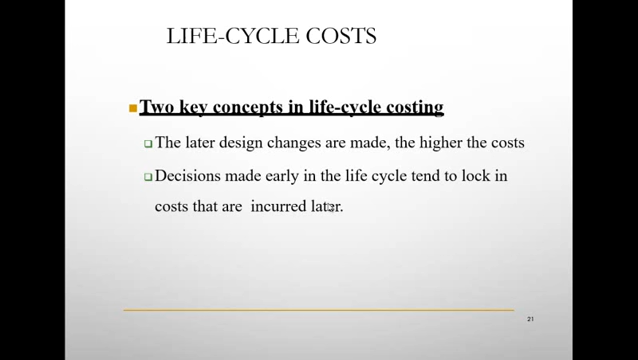 LIFE-CYCLE COSTS
Two key concepts in life-cycle costing
The later design changes are made, the higher the costs
Decisions made early in the life cycle tend to lock in
costs that are incurred later.
21